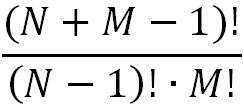 (N + M − 1)!
(N − 1)! · M!